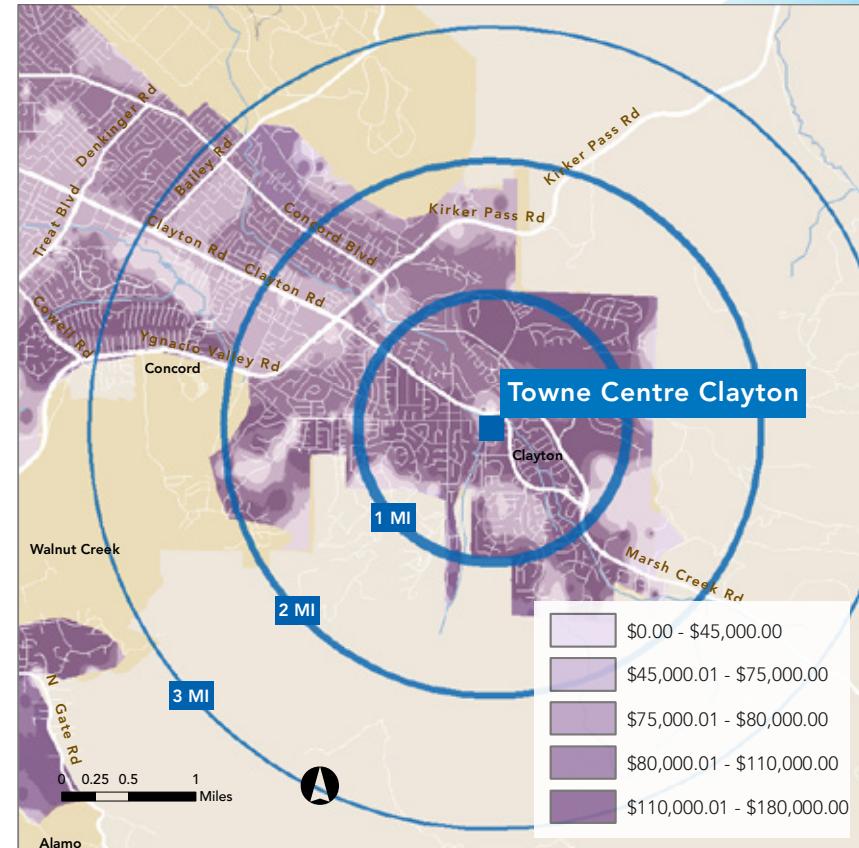 Denkinger Rd
Bailey Rd
Treat Blvd
Kirker Pass Rd
Kirker Pass Rd
Concord Blvd
Clayton Rd
Clayton Rd
Cowell Rd
Ygnacio Valley Rd
Concord
Towne Centre Clayton
Clayton
1 MI
Walnut Creek
Marsh Creek Rd
2 MI
3 MI
N Gate Rd
$0.00 - $45,000.00
$45,000.01 - $75,000.00
$75,000.01 - $80,000.00
$80,000.01 - $110,000.00
$110,000.01 - $180,000.00
0 0.25 0.5 1
Miles
Alamo